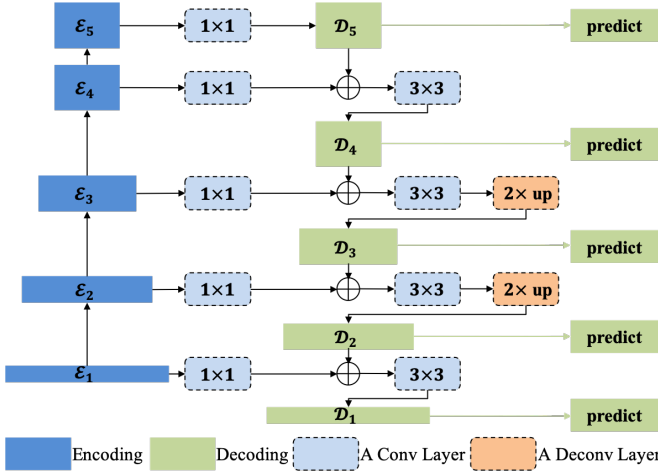 ℰ₅ 1×1 𝒟₅ predict
ℰ₄ 1×1 3×3
𝒟₄ predict
ℰ₃ 1×1 3×3 2× up
𝒟₃ predict
ℰ₂ 1×1 3×3 2× up
𝒟₂ predict
ℰ₁ 1×1 3×3
𝒟₁ predict
Encoding Decoding A Conv Layer A Deconv Layer